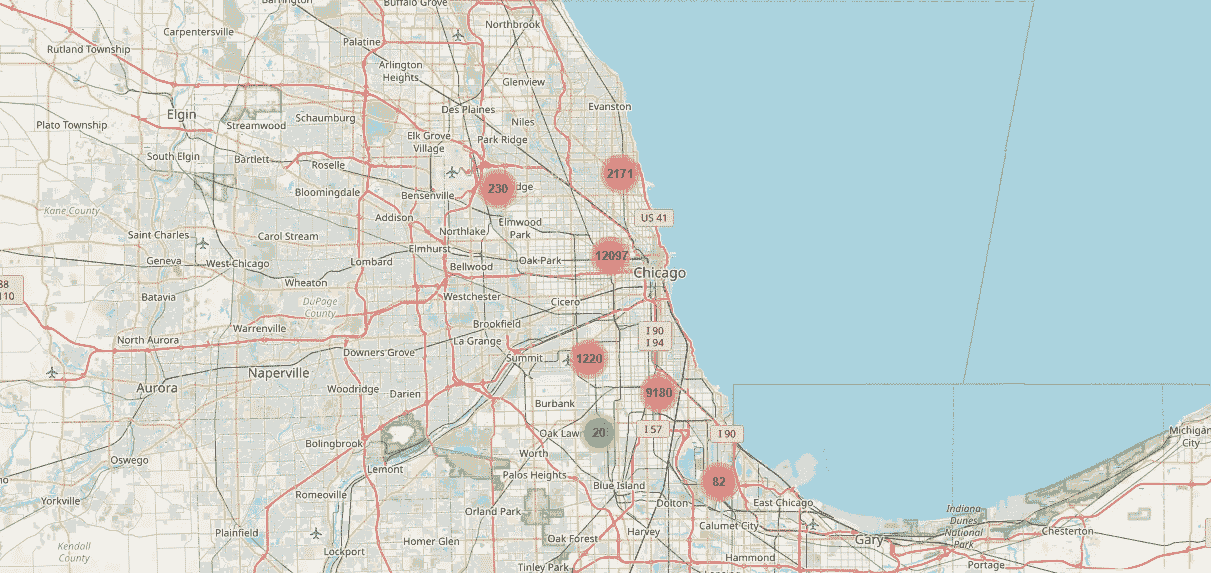 Barrington
Buffalo Grove
Northbrook
Carpentersville
Palatine
Rutland Township
Arlington
Heights
Glenview
Des Plaines
Evanston
Elgin
Streamwood
Schaumburg
Niles
Plato Township
Elk Grove
Village
Park Ridge
South Elgin
Bartlett
Roselle
2171
230
dge
Bloomingdale
Bensenville
Kane County
Addison
US 41
Elmwood
Park
Northlake
Saint Charles
Carol Stream
Elmhurst
12097
Geneva
West Chicago
Lombard
Bellwood
Oak Park
Chicago
88
110
Wheaton
Batavia
DuPage
County
Westchester
Cicero
Warrenville
Brookfield
I 90
I 94
North Aurora
La Grange
Downers Grove
Summit
1220
Aurora
Naperville
Woodridge
Darien
9180
Burbank
Oak Law
20
I 57
I 90
Michigan
City
Bolingbrook
Worth
Oswego
Lemont
Palos Heights
Blue Island
82
Romeoville
Yorkville
Dolton
East Chicago
Orland Park
Indiana
Dunes
National
Park
Calumet City
Plainfield
Harvey
Chesterton
Kendall
County
Lockport
Homer Glen
Oak Forest
Gary
Hammond
Portage
Tinley Park